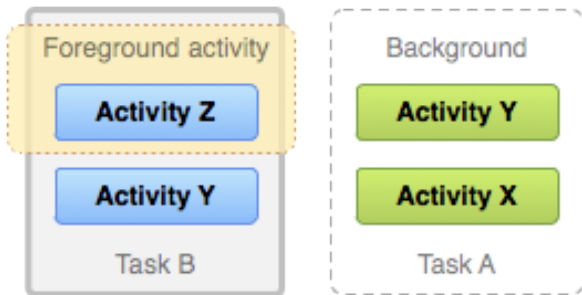 Foreground activity
Activity Z
Activity Y
Task B
Background
Activity Y
Activity X
Task A